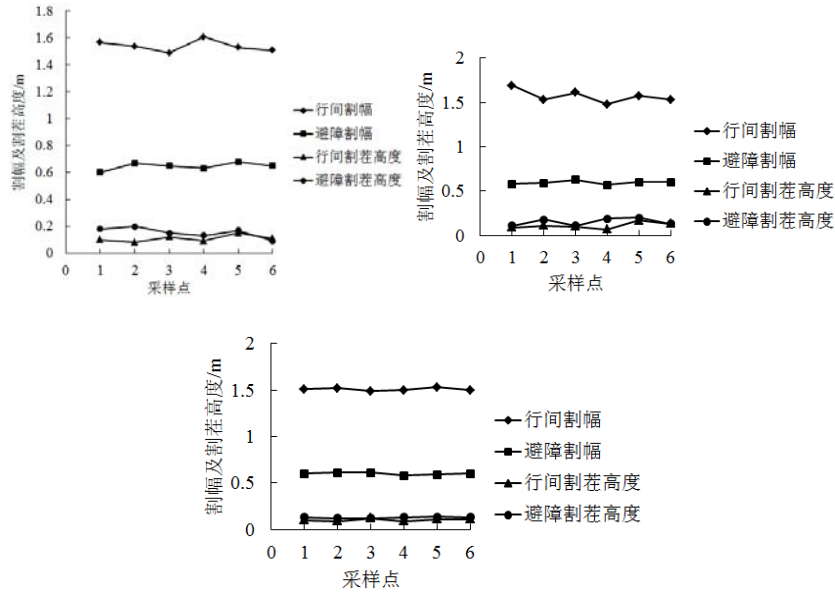 割幅及割茬高度/m
1.8
1.6
1.4
1.2
1
0.8
0.6
0.4
0.2
0
0 1 2 3 4 5 6
采样点
行间割幅
避障割幅
行间割茬高度
避障割茬高度
割幅及割茬高度/m
2
1.5
1
0.5
0
0 1 2 3 4 5 6
采样点
行间割幅
避障割幅
行间割茬高度
避障割茬高度
割幅及割茬高度/m
2
1.5
1
0.5
0
0 1 2 3 4 5 6
采样点
行间割幅
避障割幅
行间割茬高度
避障割茬高度